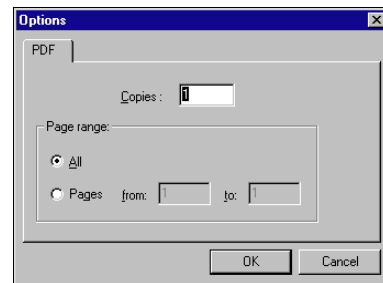 Options
PDF
Copies : 1
Page range:
All
Pages from: 1 to: 1
OK Cancel